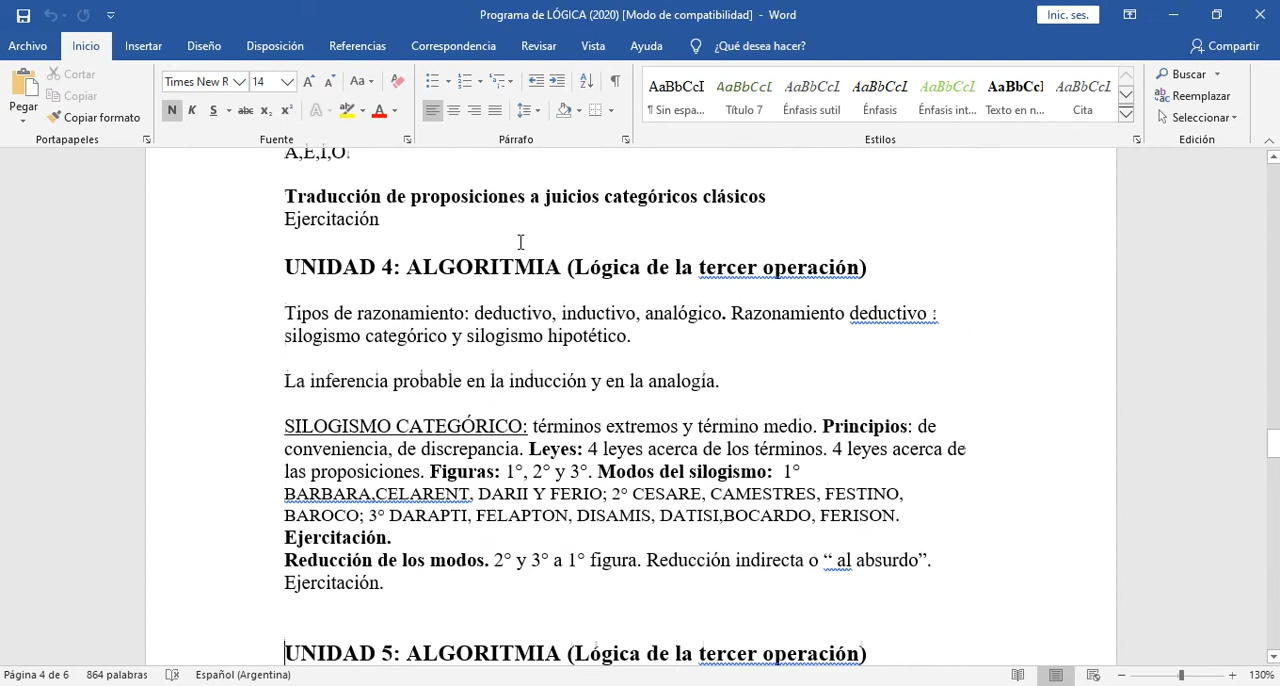 Programa de LÓGICA (2020) [Modo de compatibilidad] - Word
Inic. ses.
Archivo Inicio Insertar Diseño Disposición Referencias Correspondencia Revisar Vista Ayuda ¿Qué desea hacer? Compartir
Pegar
Cortar
Copiar
Copiar formato
Portapapeles
Times New R 14
N K S abc x₂ x²
Aa
A
Fuente
Párrafo
AaBbCcI AaBbCcI AaBbCcI AaBbCcI AaBbCcI AaBbCcI AaBbCcI
¶ Sin espa... Título 7 Énfasis sutil Énfasis Énfasis int... Texto en n... Cita
Estilos
Buscar
Reemplazar
Seleccionar
Edición
A,E,I,O.
Traducción de proposiciones a juicios categóricos clásicos
Ejercitación
UNIDAD 4: ALGORITMIA (Lógica de la tercer operación)
Tipos de razonamiento: deductivo, inductivo, analógico. Razonamiento deductivo :
silogismo categórico y silogismo hipotético.
La inferencia probable en la inducción y en la analogía.
SILOGISMO CATEGÓRICO: términos extremos y término medio. Principios: de
conveniencia, de discrepancia. Leyes: 4 leyes acerca de los términos. 4 leyes acerca de
las proposiciones. Figuras: 1°, 2° y 3°. Modos del silogismo: 1°
BARBARA,CELARENT, DARII Y FERIO; 2° CESARE, CAMESTRES, FESTINO,
BAROCO; 3° DARAPTI, FELAPTON, DISAMIS, DATISI,BOCARDO, FERISON.
Ejercitación.
Reducción de los modos. 2° y 3° a 1° figura. Reducción indirecta o “ al absurdo”.
Ejercitación.
UNIDAD 5: ALGORITMIA (Lógica de la tercer operación)
Página 4 de 6 864 palabras Español (Argentina) 130%